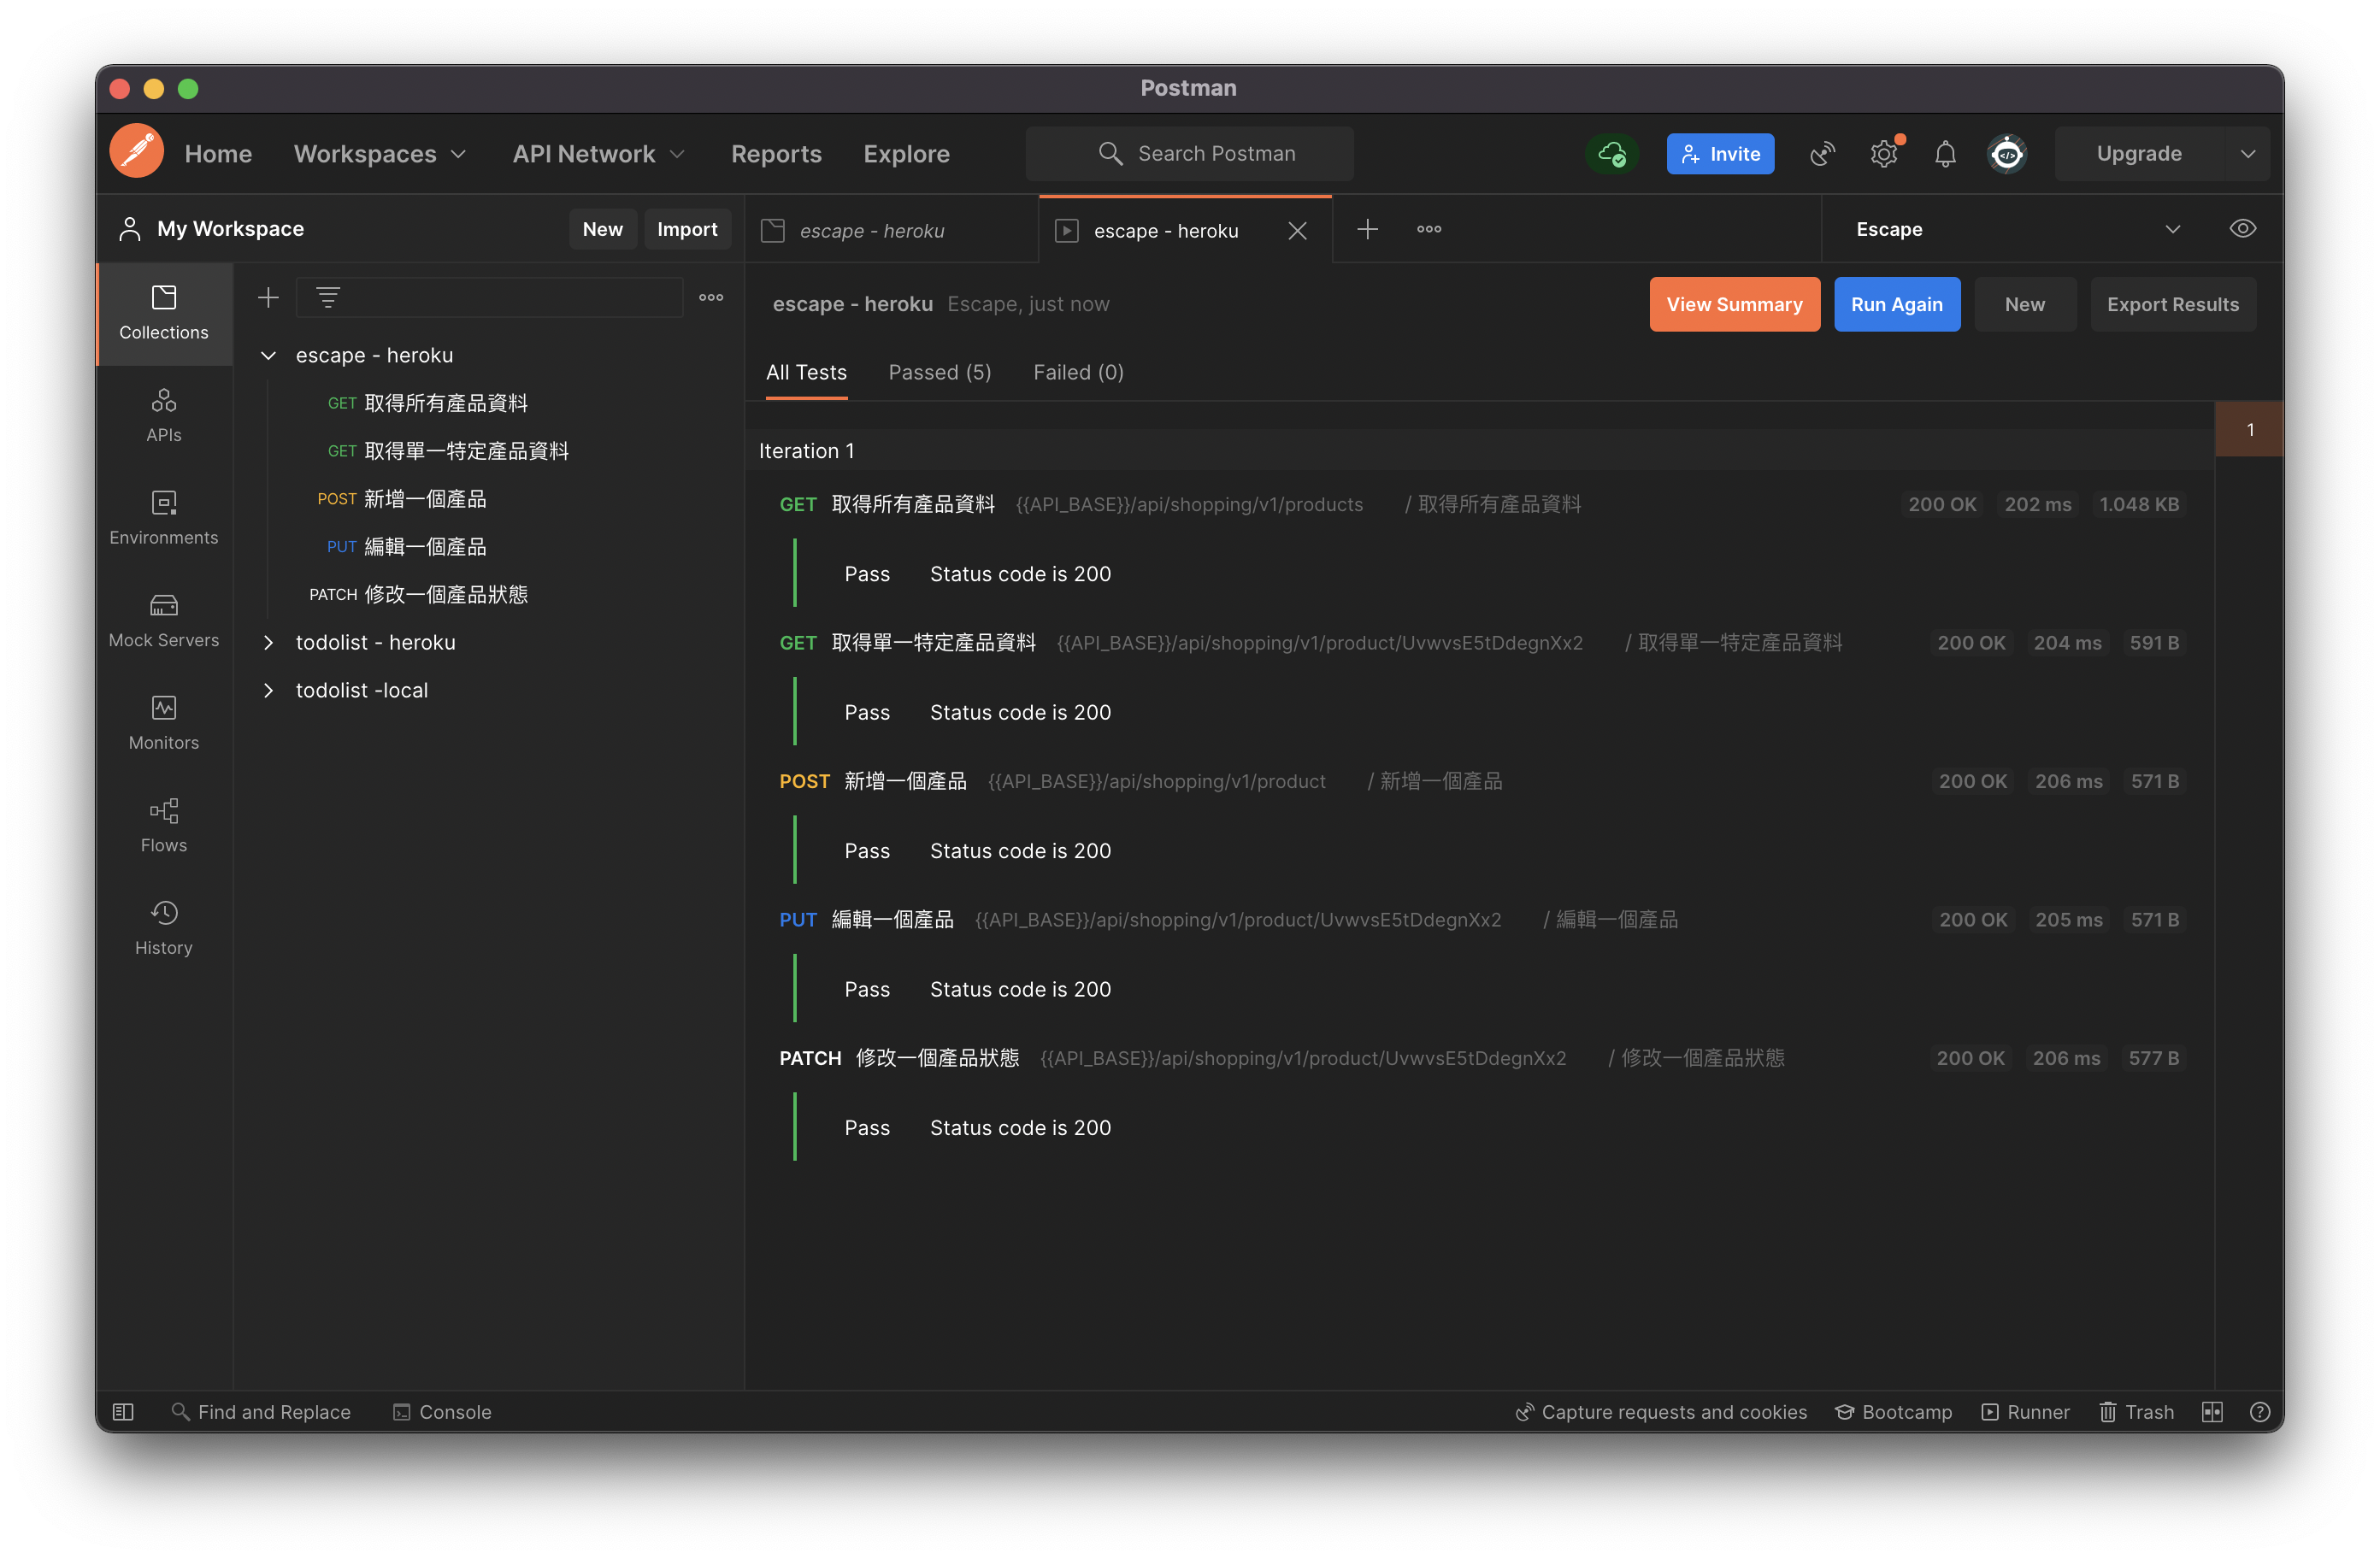 Postman
Home Workspaces API Network Reports Explore Search Postman Invite Upgrade
My Workspace New Import escape - heroku escape - heroku Escape
escape - heroku Escape, just now View Summary Run Again New Export Results
Collections
APIs
Environments
Mock Servers
Monitors
Flows
History
escape - heroku
GET 取得所有產品資料
GET 取得單一特定產品資料
POST 新增一個產品
PUT 編輯一個產品
PATCH 修改一個產品狀態
todolist - heroku
todolist -local
All Tests Passed (5) Failed (0)
1
Iteration 1
GET 取得所有產品資料 {{API_BASE}}/api/shopping/v1/products / 取得所有產品資料 200 OK 202 ms 1.048 KB
Pass Status code is 200
GET 取得單一特定產品資料 {{API_BASE}}/api/shopping/v1/product/UvwvsE5tDdegnXx2 / 取得單一特定產品資料 200 OK 204 ms 591 B
Pass Status code is 200
POST 新增一個產品 {{API_BASE}}/api/shopping/v1/product / 新增一個產品 200 OK 206 ms 571 B
Pass Status code is 200
PUT 編輯一個產品 {{API_BASE}}/api/shopping/v1/product/UvwvsE5tDdegnXx2 / 編輯一個產品 200 OK 205 ms 571 B
Pass Status code is 200
PATCH 修改一個產品狀態 {{API_BASE}}/api/shopping/v1/product/UvwvsE5tDdegnXx2 / 修改一個產品狀態 200 OK 206 ms 577 B
Pass Status code is 200
Find and Replace Console Capture requests and cookies Bootcamp Runner Trash